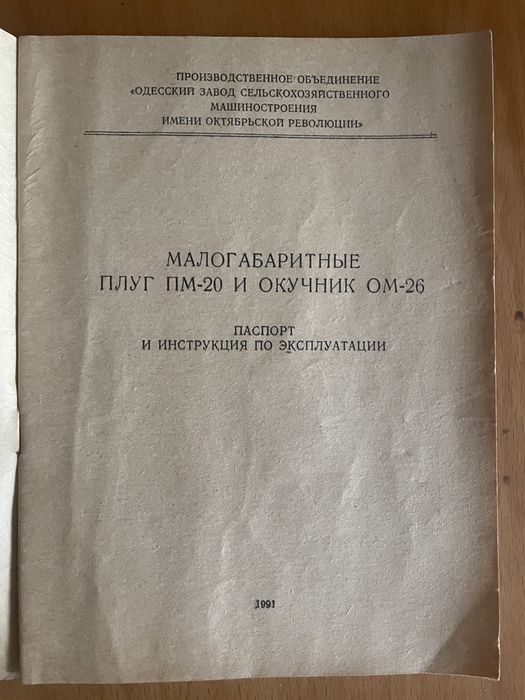 ПРОИЗВОДСТВЕННОЕ ОБЪЕДИНЕНИЕ
«ОДЕССКИЙ ЗАВОД СЕЛЬСКОХОЗЯЙСТВЕННОГО
МАШИНОСТРОЕНИЯ
ИМЕНИ ОКТЯБРЬСКОЙ РЕВОЛЮЦИИ»
МАЛОГАБАРИТНЫЕ
ПЛУГ ПМ-20 И ОКУЧНИК ОМ-26
ПАСПОРТ
И ИНСТРУКЦИЯ ПО ЭКСПЛУАТАЦИИ
1991